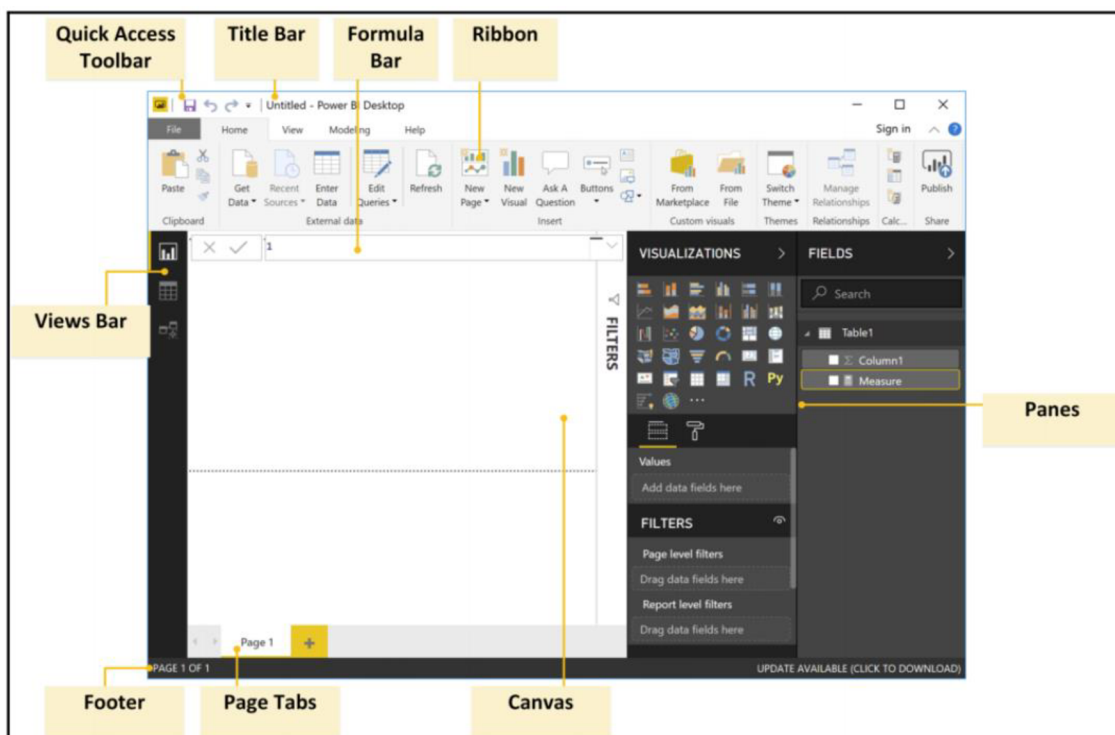 Quick Access
Toolbar
Title Bar
Formula
Bar
Ribbon
Untitled - Power BI Desktop
File Home View Modeling Help Sign in
Paste
Get
Data
Recent
Sources
Enter
Data
Edit
Queries
Refresh
New
Page
New
Visual
Ask A
Question
Buttons
From
Marketplace
From
File
Switch
Theme
Manage
Relationships
Publish
Clipboard External data Insert Custom visuals Themes Relationships Calc... Share
1
Views Bar
FILTERS
VISUALIZATIONS
R Py
Values
Add data fields here
FILTERS
Page level filters
Drag data fields here
Report level filters
Drag data fields here
FIELDS
Search
Table1
Column1
Measure
Panes
Page 1
PAGE 1 OF 1
UPDATE AVAILABLE (CLICK TO DOWNLOAD)
Footer
Page Tabs
Canvas